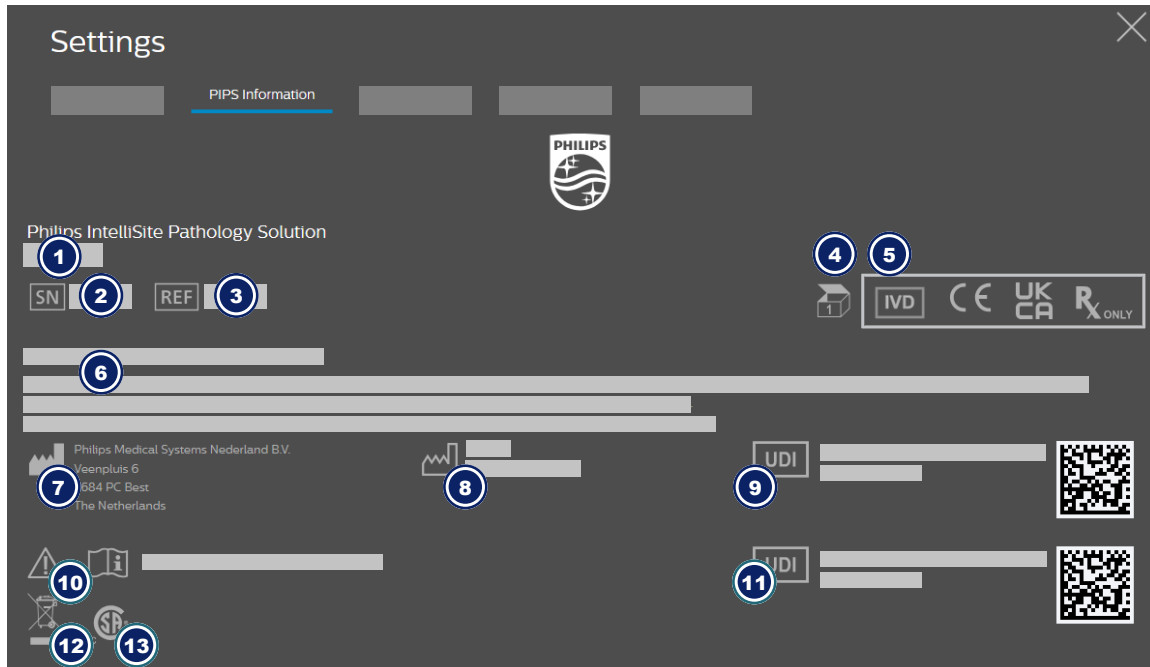 Settings
PIPS Information
PHILIPS
Philips IntelliSite Pathology Solution
1
4
5
SN
2
REF
3
1
IVD
CE
UK
CA
Rx ONLY
6
Philips Medical Systems Nederland B.V.
Veenpluis 6
5684 PC Best
The Netherlands
7
8
UDI
9
10
i
UDI
11
12
SA
13